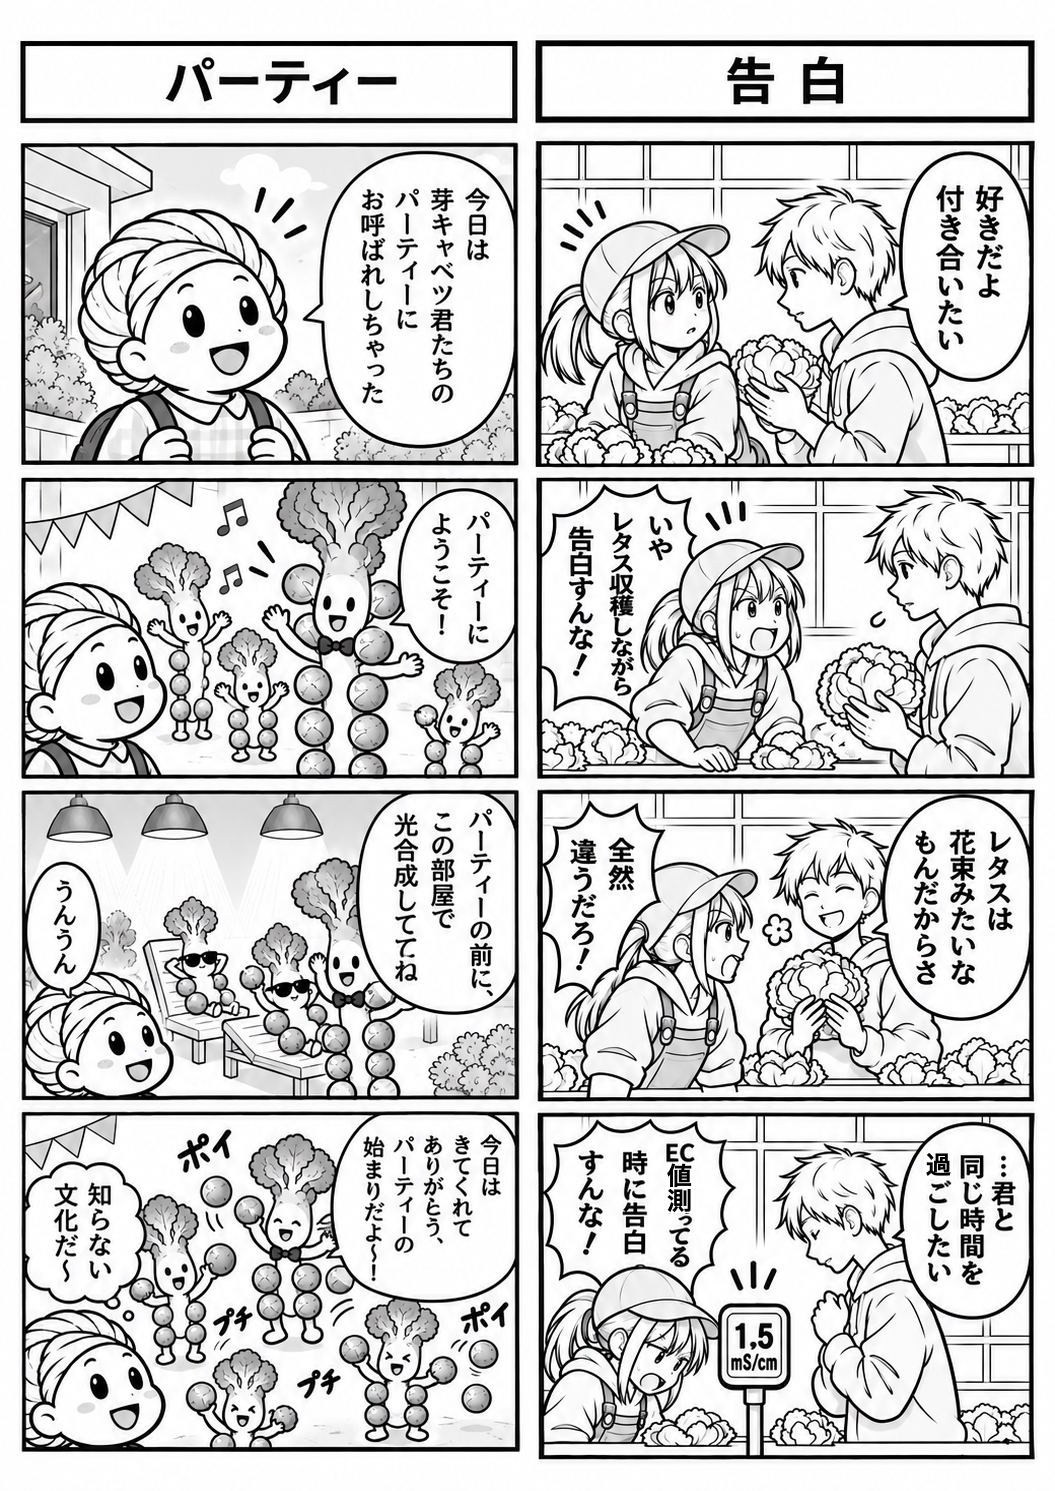 告白
好きだよ
付き合いたい
いや
レタス収穫しながら
告白すんな!
レタスは
花束みたいな
もんだからさ
全然
違うだろ!
…君と
同じ時間を
過ごしたい
EC値測ってる
時に告白
すんな!
1,5
mS/cm
パーティー
今日は
芽キャベツ君たちの
パーティーに
お呼ばれしちゃった
パーティーに
ようこそ!
パーティーの前に、
この部屋で
光合成しててね
うんうん
今日は
きてくれて
ありがとう、
パーティーの
始まりだよ〜!
ポイ
知らない
文化だ〜
プチ
ポイ
プチ